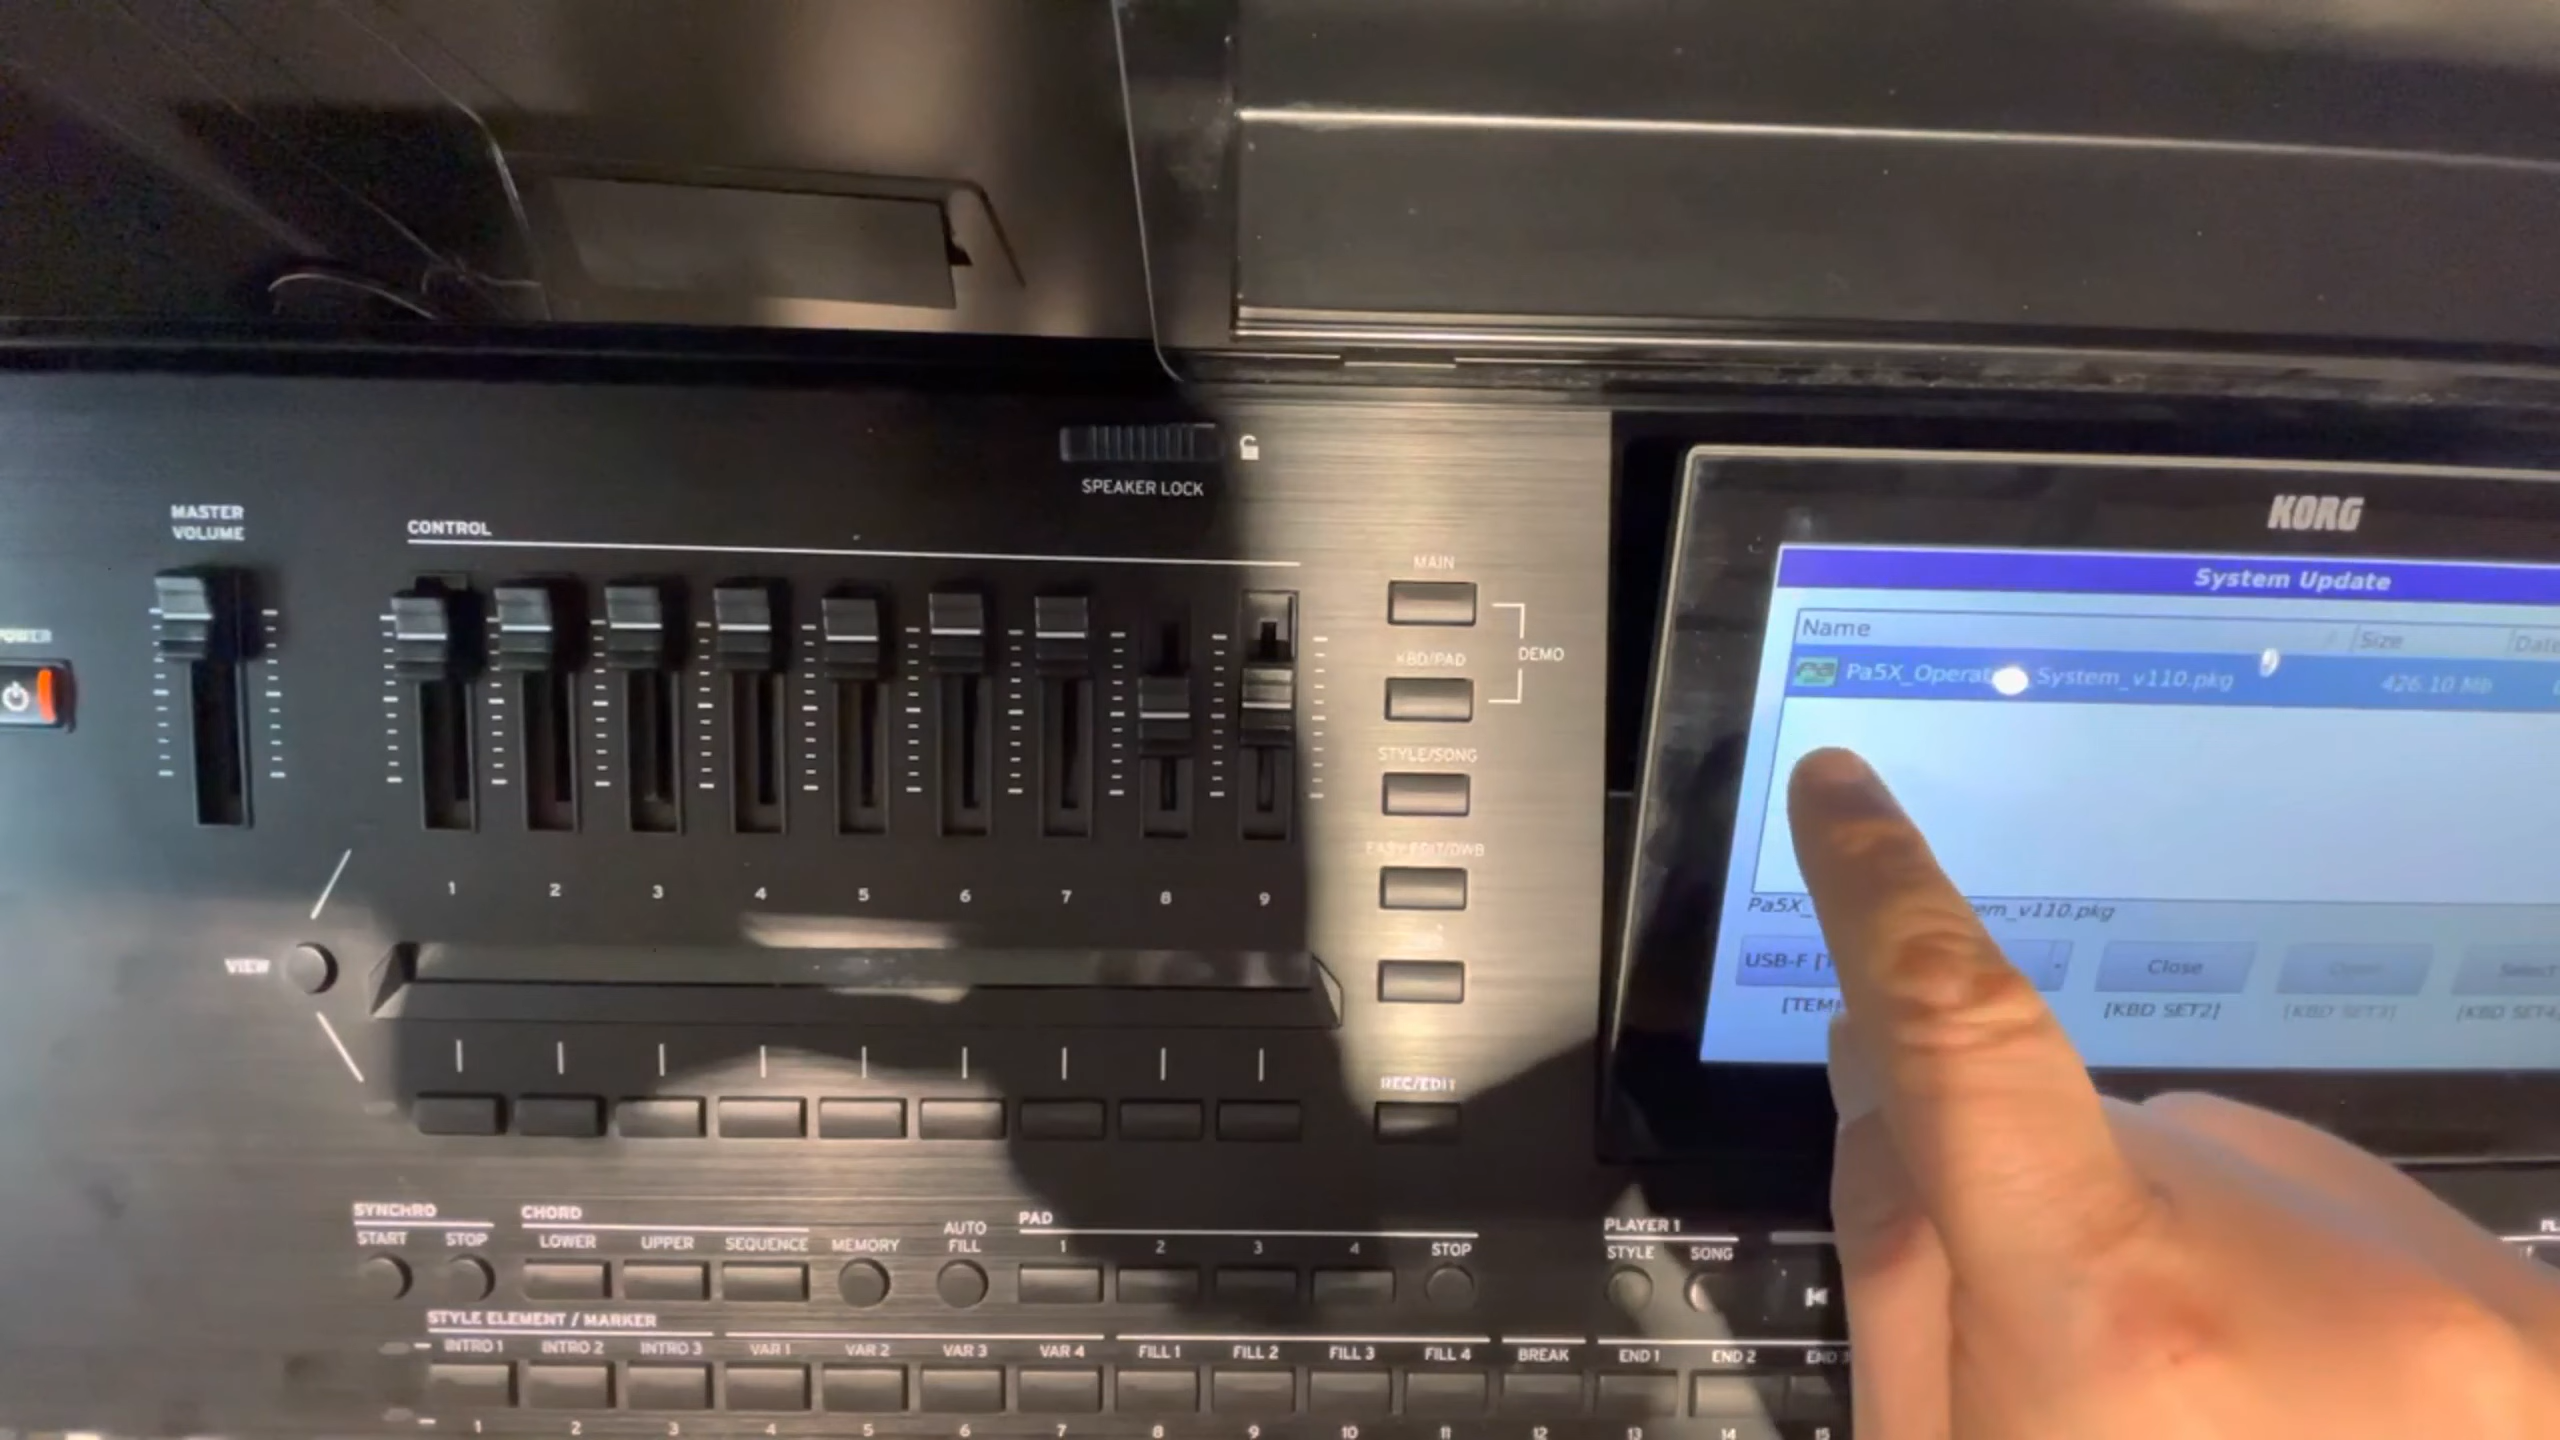 KORG
SPEAKER LOCK
MASTER
VOLUME
CONTROL
MAIN
System Update
Name
Size
Date
POWER
KBD/PAD
DEMO
Pa5X_Operat System_v110.pkg
426.10 Mb
STYLE/SONG
EASY EDIT/DWB
1 2 3 4 5 6 7 8 9
Pa5X_ em_v110.pkg
VIEW
USB-F [T
Close
Open
Select
[TEM
[KBD SET2]
[KBD SET3]
[KBD SET4]
REC/EDIT
SYNCHRO
CHORD
PAD
PLAYER 1
START STOP LOWER UPPER SEQUENCE MEMORY
AUTO
FILL
1 2 3 4 STOP
STYLE SONG
STYLE ELEMENT / MARKER
INTRO 1 INTRO 2 INTRO 3 VAR 1 VAR 2 VAR 3 VAR 4 FILL 1 FILL 2 FILL 3 FILL 4 BREAK END 1 END 2 END 3
1 2 3 4 5 6 7 8 9 10 11 12 13 14 15